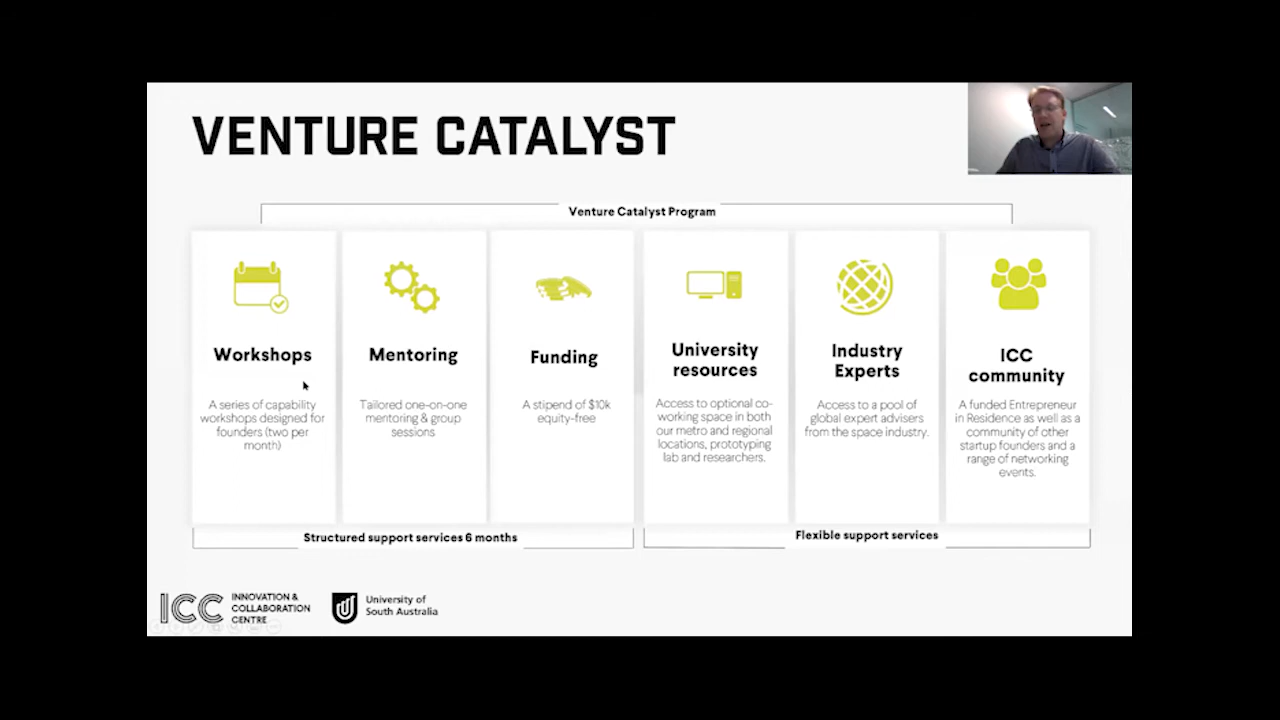 VENTURE CATALYST
Venture Catalyst Program
Workshops
A series of capability
workshops designed for
founders (two per
month)
Mentoring
Tailored one-on-one
mentoring & group
sessions
Funding
A stipend of $10k
equity-free
University
resources
Access to optional co-
working space in both
our metro and regional
locations, prototyping
lab and researchers.
Industry
Experts
Access to a pool of
global expert advisers
from the space industry.
ICC
community
A funded Entrepreneur
in Residence as well as a
community of other
startup founders and a
range of networking
events.
Structured support services 6 months
Flexible support services
ICC
INNOVATION &
COLLABORATION
CENTRE
University of
South Australia